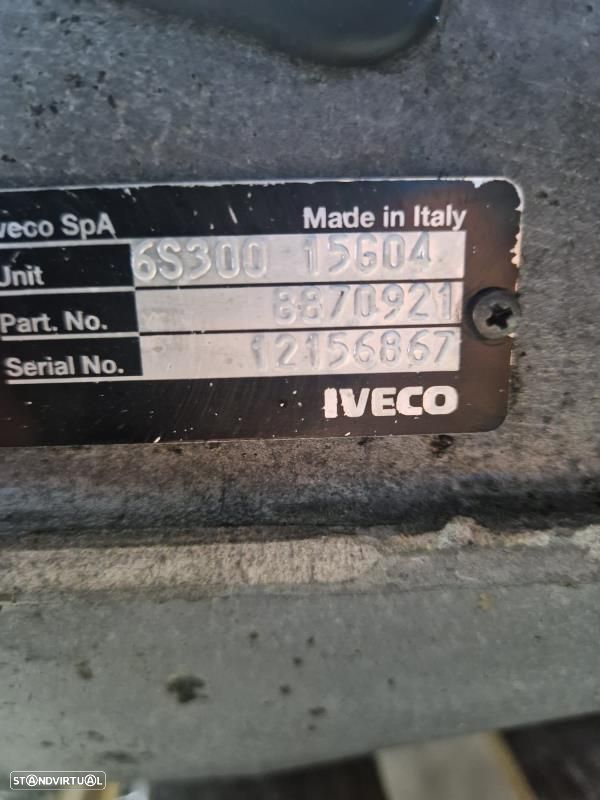 veco SpA Made in Italy
Unit 6S300 15G04
Part. No. 8870921
Serial No. 12156867
IVECO
STANDVIRTUAL